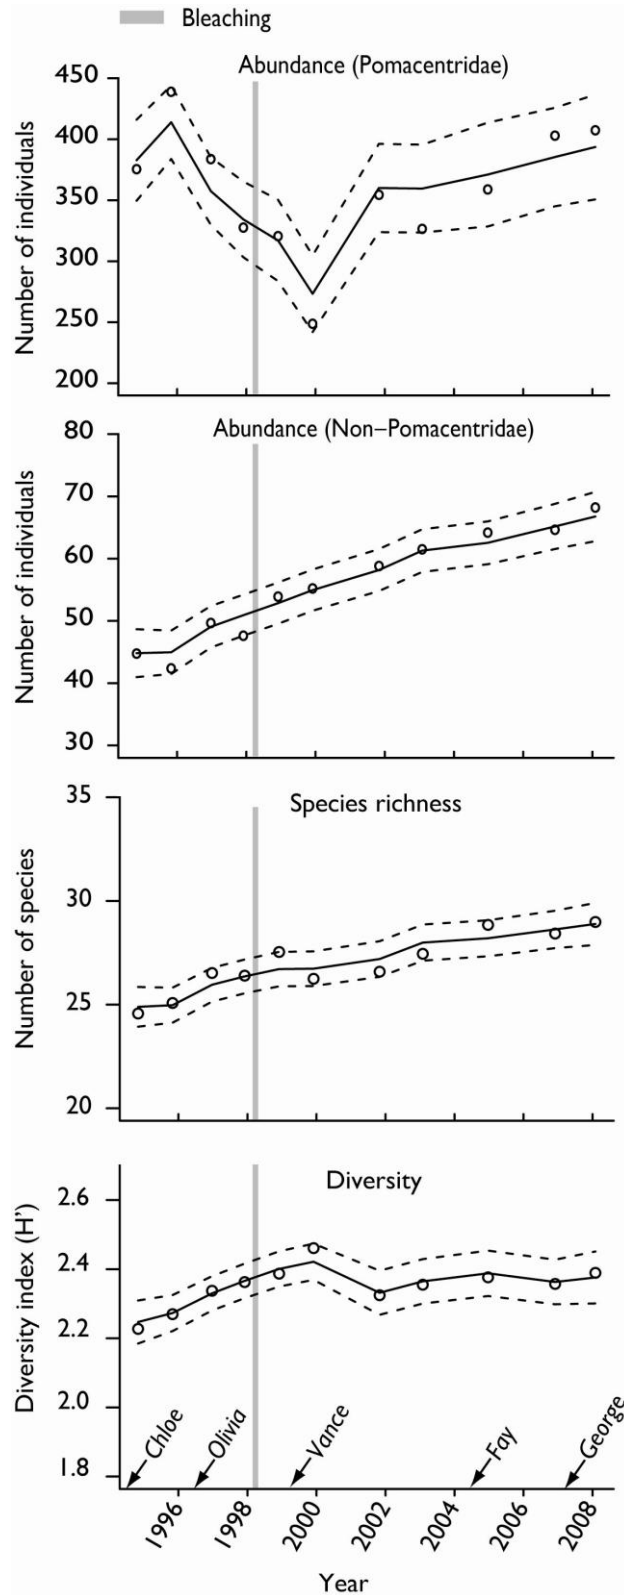 Bleaching
Abundance (Pomacentridae)
Number of individuals
450
400
350
300
250
200
Abundance (Non–Pomacentridae)
Number of individuals
80
70
60
50
40
30
Species richness
Number of species
35
30
25
20
Diversity
Diversity index (H')
2.6
2.4
2.2
2.0
1.8
Chloe
Olivia
Vance
Fay
George
1996
1998
2000
2002
2004
2006
2008
Year